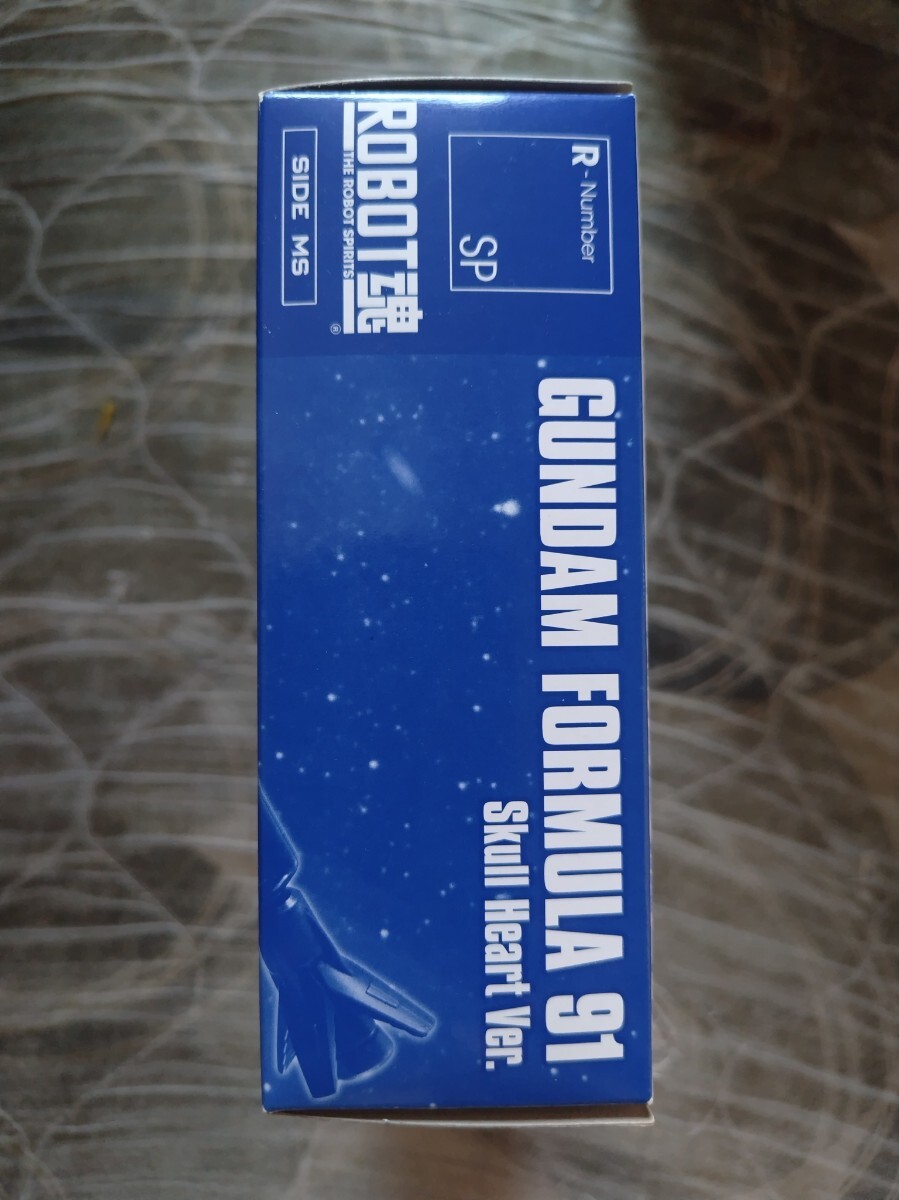 R-Number
SP
ROBOT魂
THE ROBOT SPIRITS
®
SIDE MS
GUNDAM FORMULA 91
Skull Heart Ver.